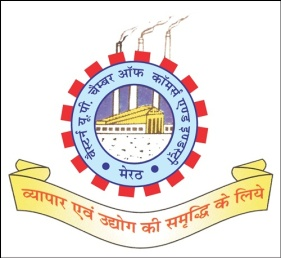 वेस्टर्न यू. पी. चैम्बर ऑफ कॉमर्स एण्ड इण्डस्ट्री
मेरठ
व्यापार एवं उद्योग की समृद्धि के लिये